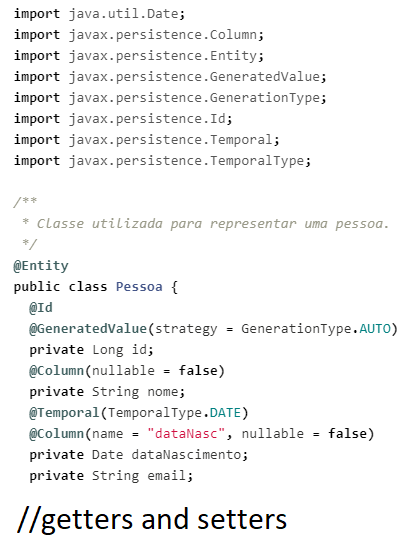 import java.util.Date;
import javax.persistence.Column;
import javax.persistence.Entity;
import javax.persistence.GeneratedValue;
import javax.persistence.GenerationType;
import javax.persistence.Id;
import javax.persistence.Temporal;
import javax.persistence.TemporalType;
/**
* Classe utilizada para representar uma pessoa.
*/
@Entity
public class Pessoa {
@Id
@GeneratedValue(strategy = GenerationType.AUTO)
private Long id;
@Column(nullable = false)
private String nome;
@Temporal(TemporalType.DATE)
@Column(name = "dataNasc", nullable = false)
private Date dataNascimento;
private String email;
//getters and setters